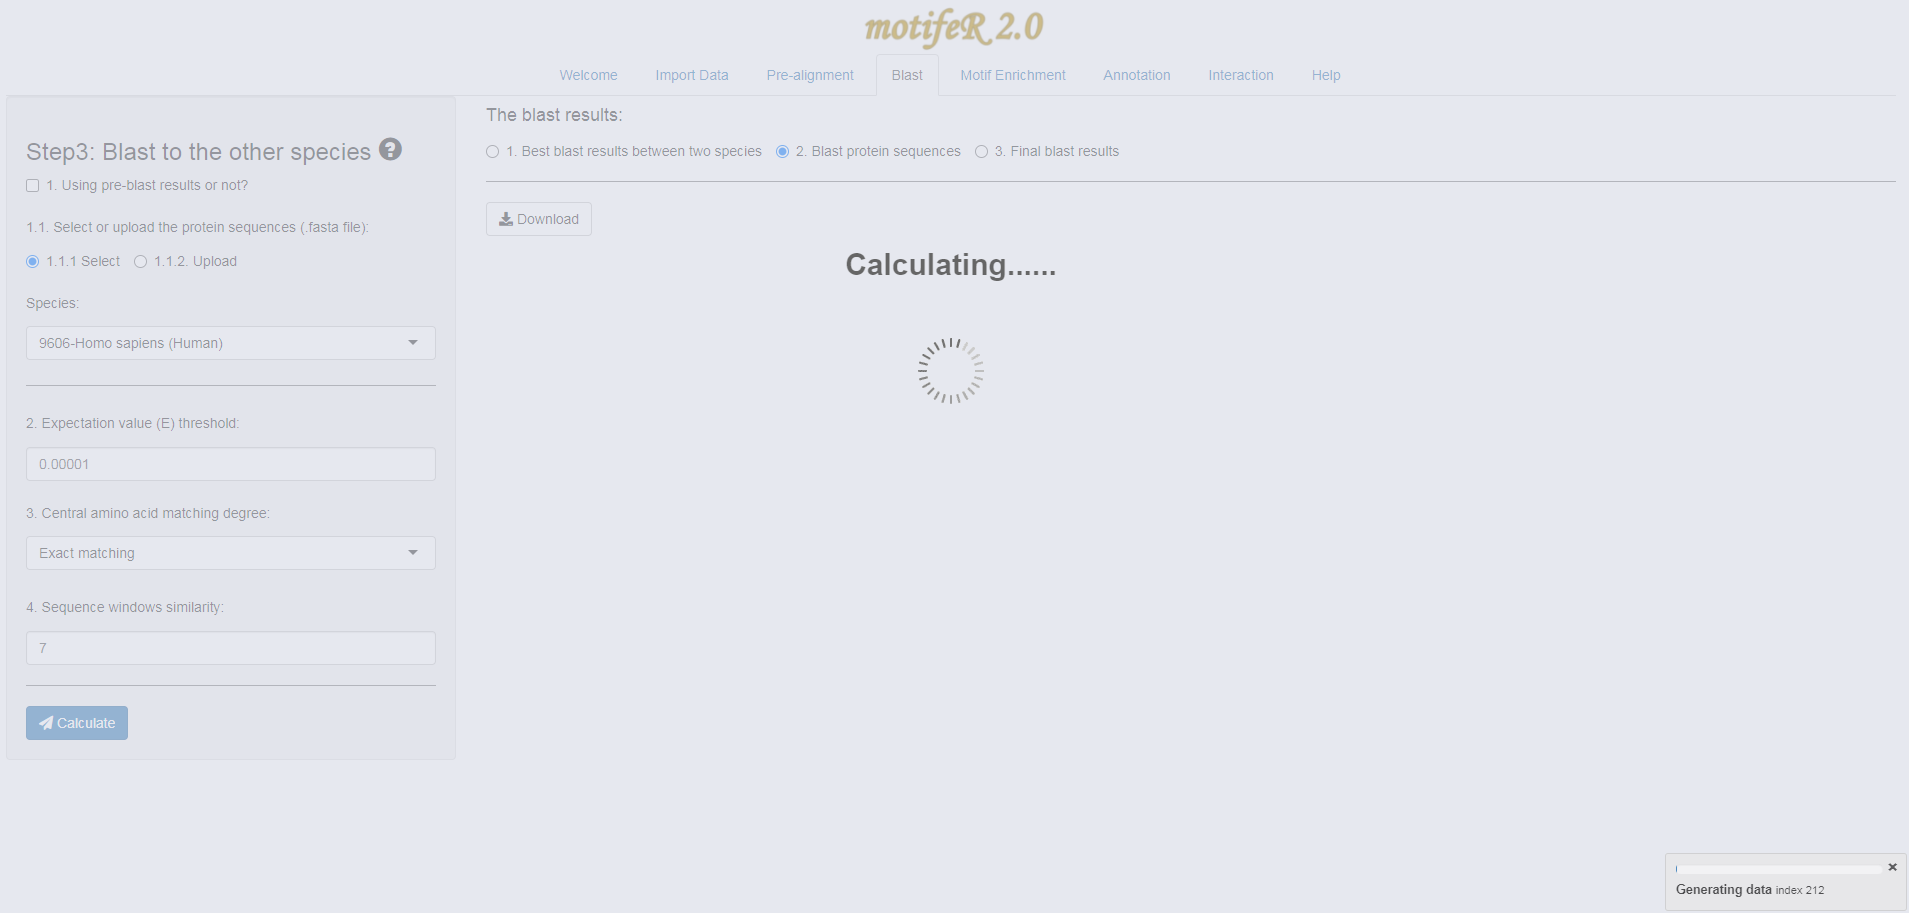 motifeR 2.0
Welcome Import Data Pre-alignment Blast Motif Enrichment Annotation Interaction Help
Step3: Blast to the other species ?
1. Using pre-blast results or not?
1.1. Select or upload the protein sequences (.fasta file):
1.1.1 Select 1.1.2. Upload
Species:
9606-Homo sapiens (Human)
2. Expectation value (E) threshold:
0.00001
3. Central amino acid matching degree:
Exact matching
4. Sequence windows similarity:
7
Calculate
The blast results:
1. Best blast results between two species 2. Blast protein sequences 3. Final blast results
Download
Calculating......
Generating data index 212